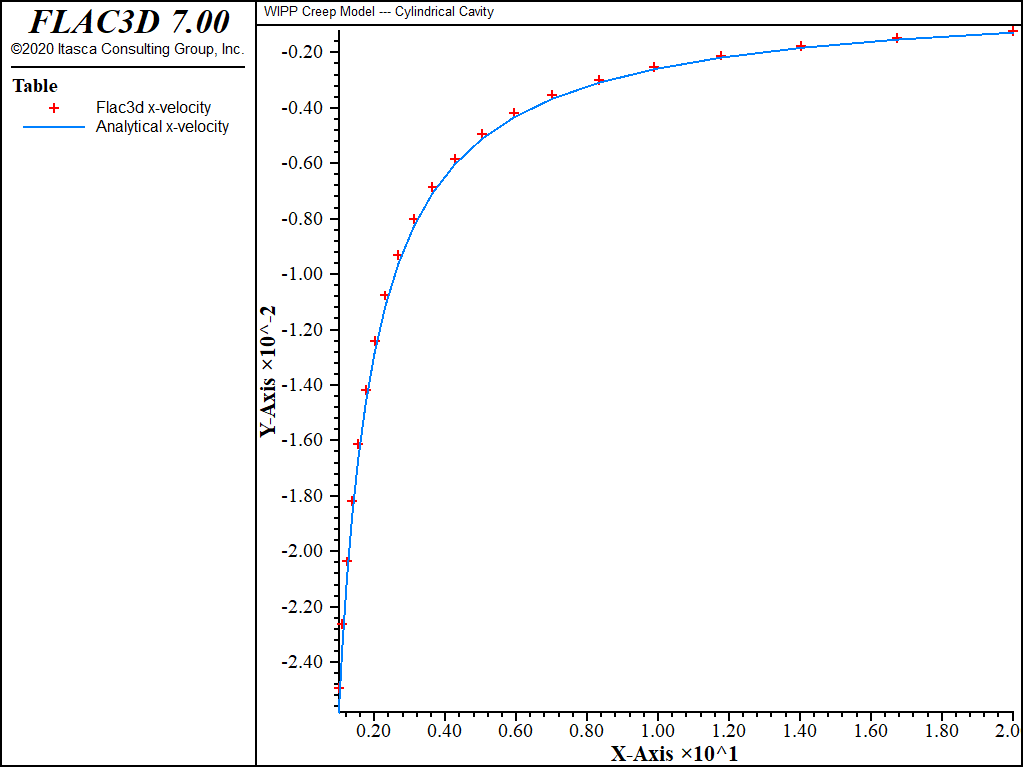 FLAC3D 7.00
©2020 Itasca Consulting Group, Inc.
Table
Flac3d x-velocity
Analytical x-velocity
WIPP Creep Model --- Cylindrical Cavity
-0.20
-0.40
-0.60
-0.80
-1.00
-1.20
-1.40
-1.60
-1.80
-2.00
-2.20
-2.40
Y-Axis ×10^-2
0.20 0.40 0.60 0.80 1.00 1.20 1.40 1.60 1.80 2.0
X-Axis ×10^1